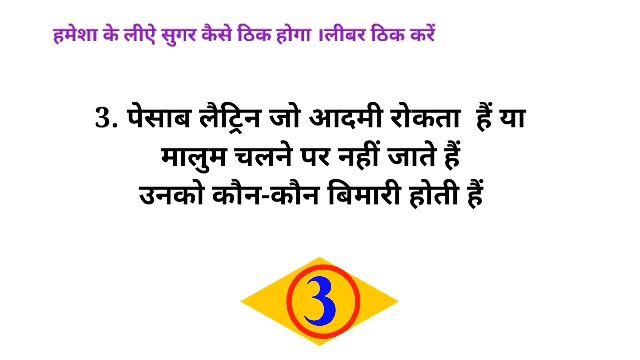 हमेशा के लीऐ सुगर कैसे ठिक होगा ।लीबर ठिक करें
3. पेसाब लैट्रिन जो आदमी रोकता हैं या
मालुम चलने पर नहीं जाते हैं
उनको कौन-कौन बिमारी होती हैं
3